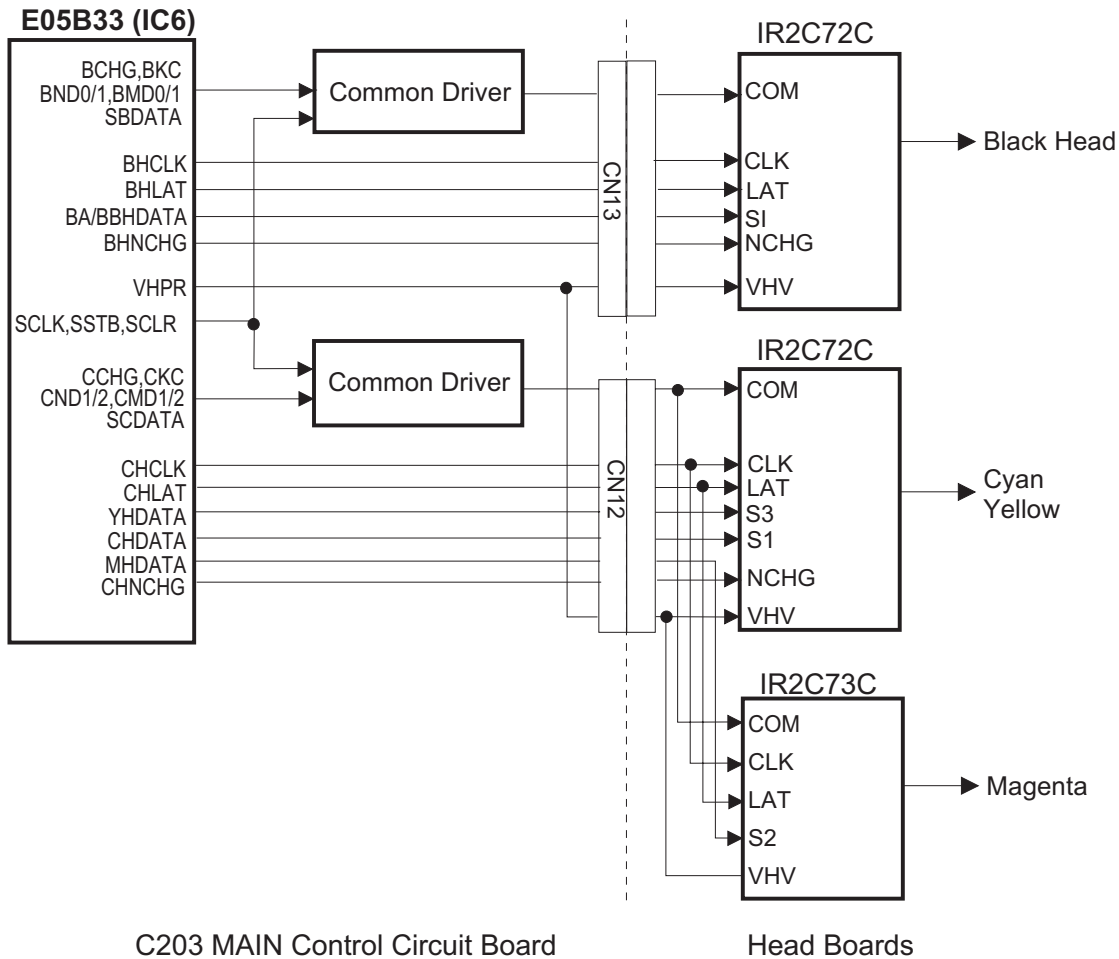 E05B33 (IC6)
BCHG,BKC
BND0/1,BMD0/1
SBDATA
BHCLK
BHLAT
BA/BBHDATA
BHNCHG
VHPR
SCLK,SSTB,SCLR
CCHG,CKC
CND1/2,CMD1/2
SCDATA
CHCLK
CHLAT
YHDATA
CHDATA
MHDATA
CHNCHG
Common Driver
Common Driver
CN13
CN12
IR2C72C
COM
CLK
LAT
SI
NCHG
VHV
Black Head
IR2C72C
COM
CLK
LAT
S3
S1
NCHG
VHV
Cyan
Yellow
IR2C73C
COM
CLK
LAT
S2
VHV
Magenta
C203 MAIN Control Circuit Board
Head Boards